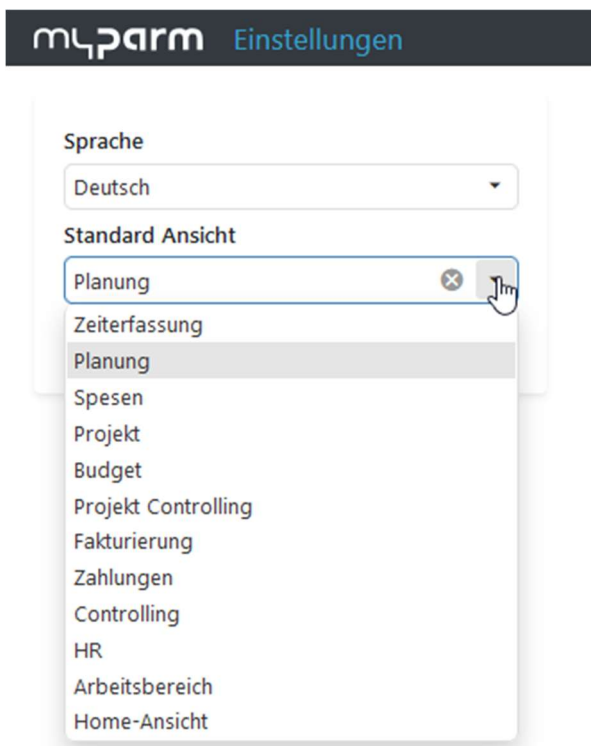 myparm Einstellungen
Sprache
Deutsch
Standard Ansicht
Planung
Zeiterfassung
Planung
Spesen
Projekt
Budget
Projekt Controlling
Fakturierung
Zahlungen
Controlling
HR
Arbeitsbereich
Home-Ansicht